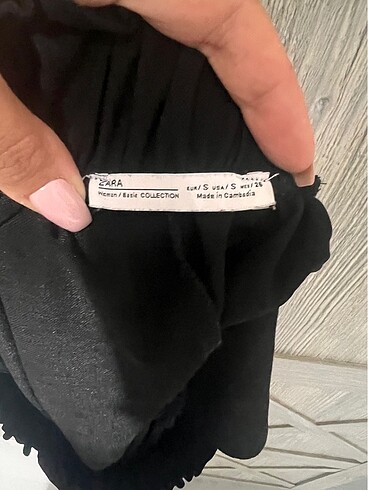 ZARA
Woman / Basic COLLECTION
EUR/S USA/S MEX/26
Made in Cambodia